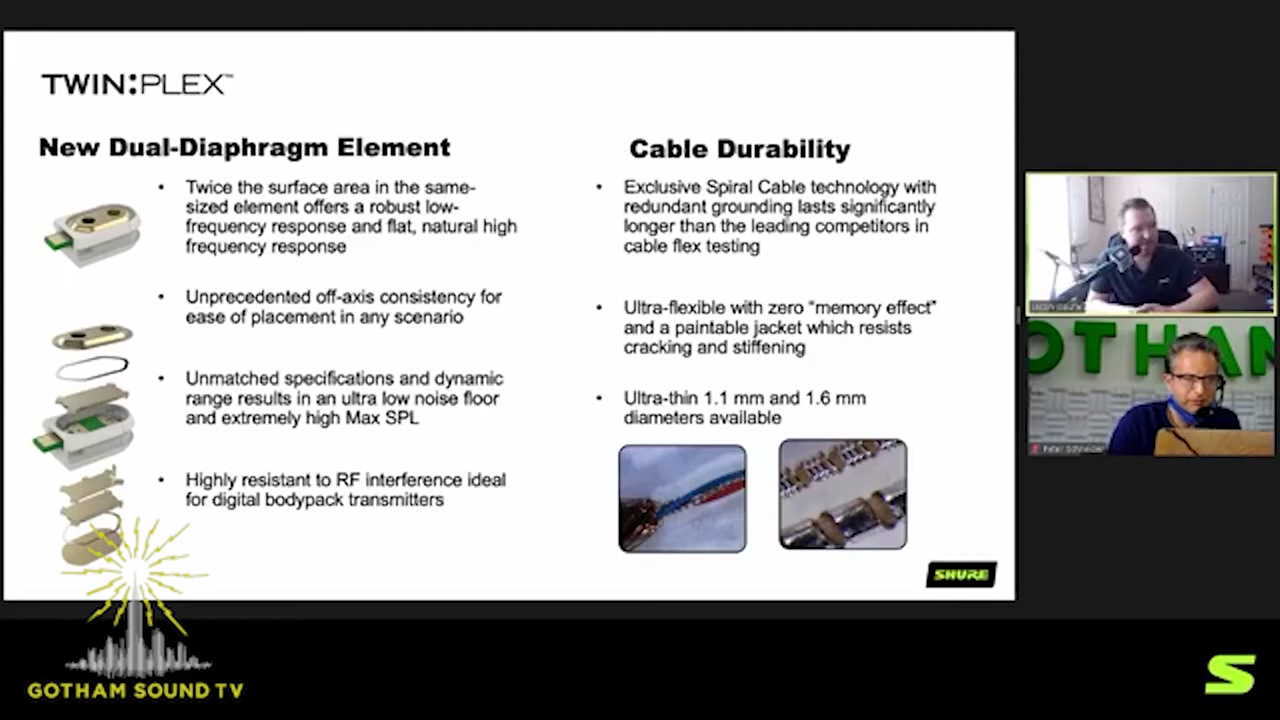 TWIN:PLEX™
New Dual-Diaphragm Element
• Twice the surface area in the same-
sized element offers a robust low-
frequency response and flat, natural high
frequency response
• Unprecedented off-axis consistency for
ease of placement in any scenario
• Unmatched specifications and dynamic
range results in an ultra low noise floor
and extremely high Max SPL
• Highly resistant to RF interference ideal
for digital bodypack transmitters
Cable Durability
• Exclusive Spiral Cable technology with
redundant grounding lasts significantly
longer than the leading competitors in
cable flex testing
• Ultra-flexible with zero “memory effect”
and a paintable jacket which resists
cracking and stiffening
• Ultra-thin 1.1 mm and 1.6 mm
diameters available
SHURE
GOTHAM
Peter Schneider
GOTHAM SOUND TV
S